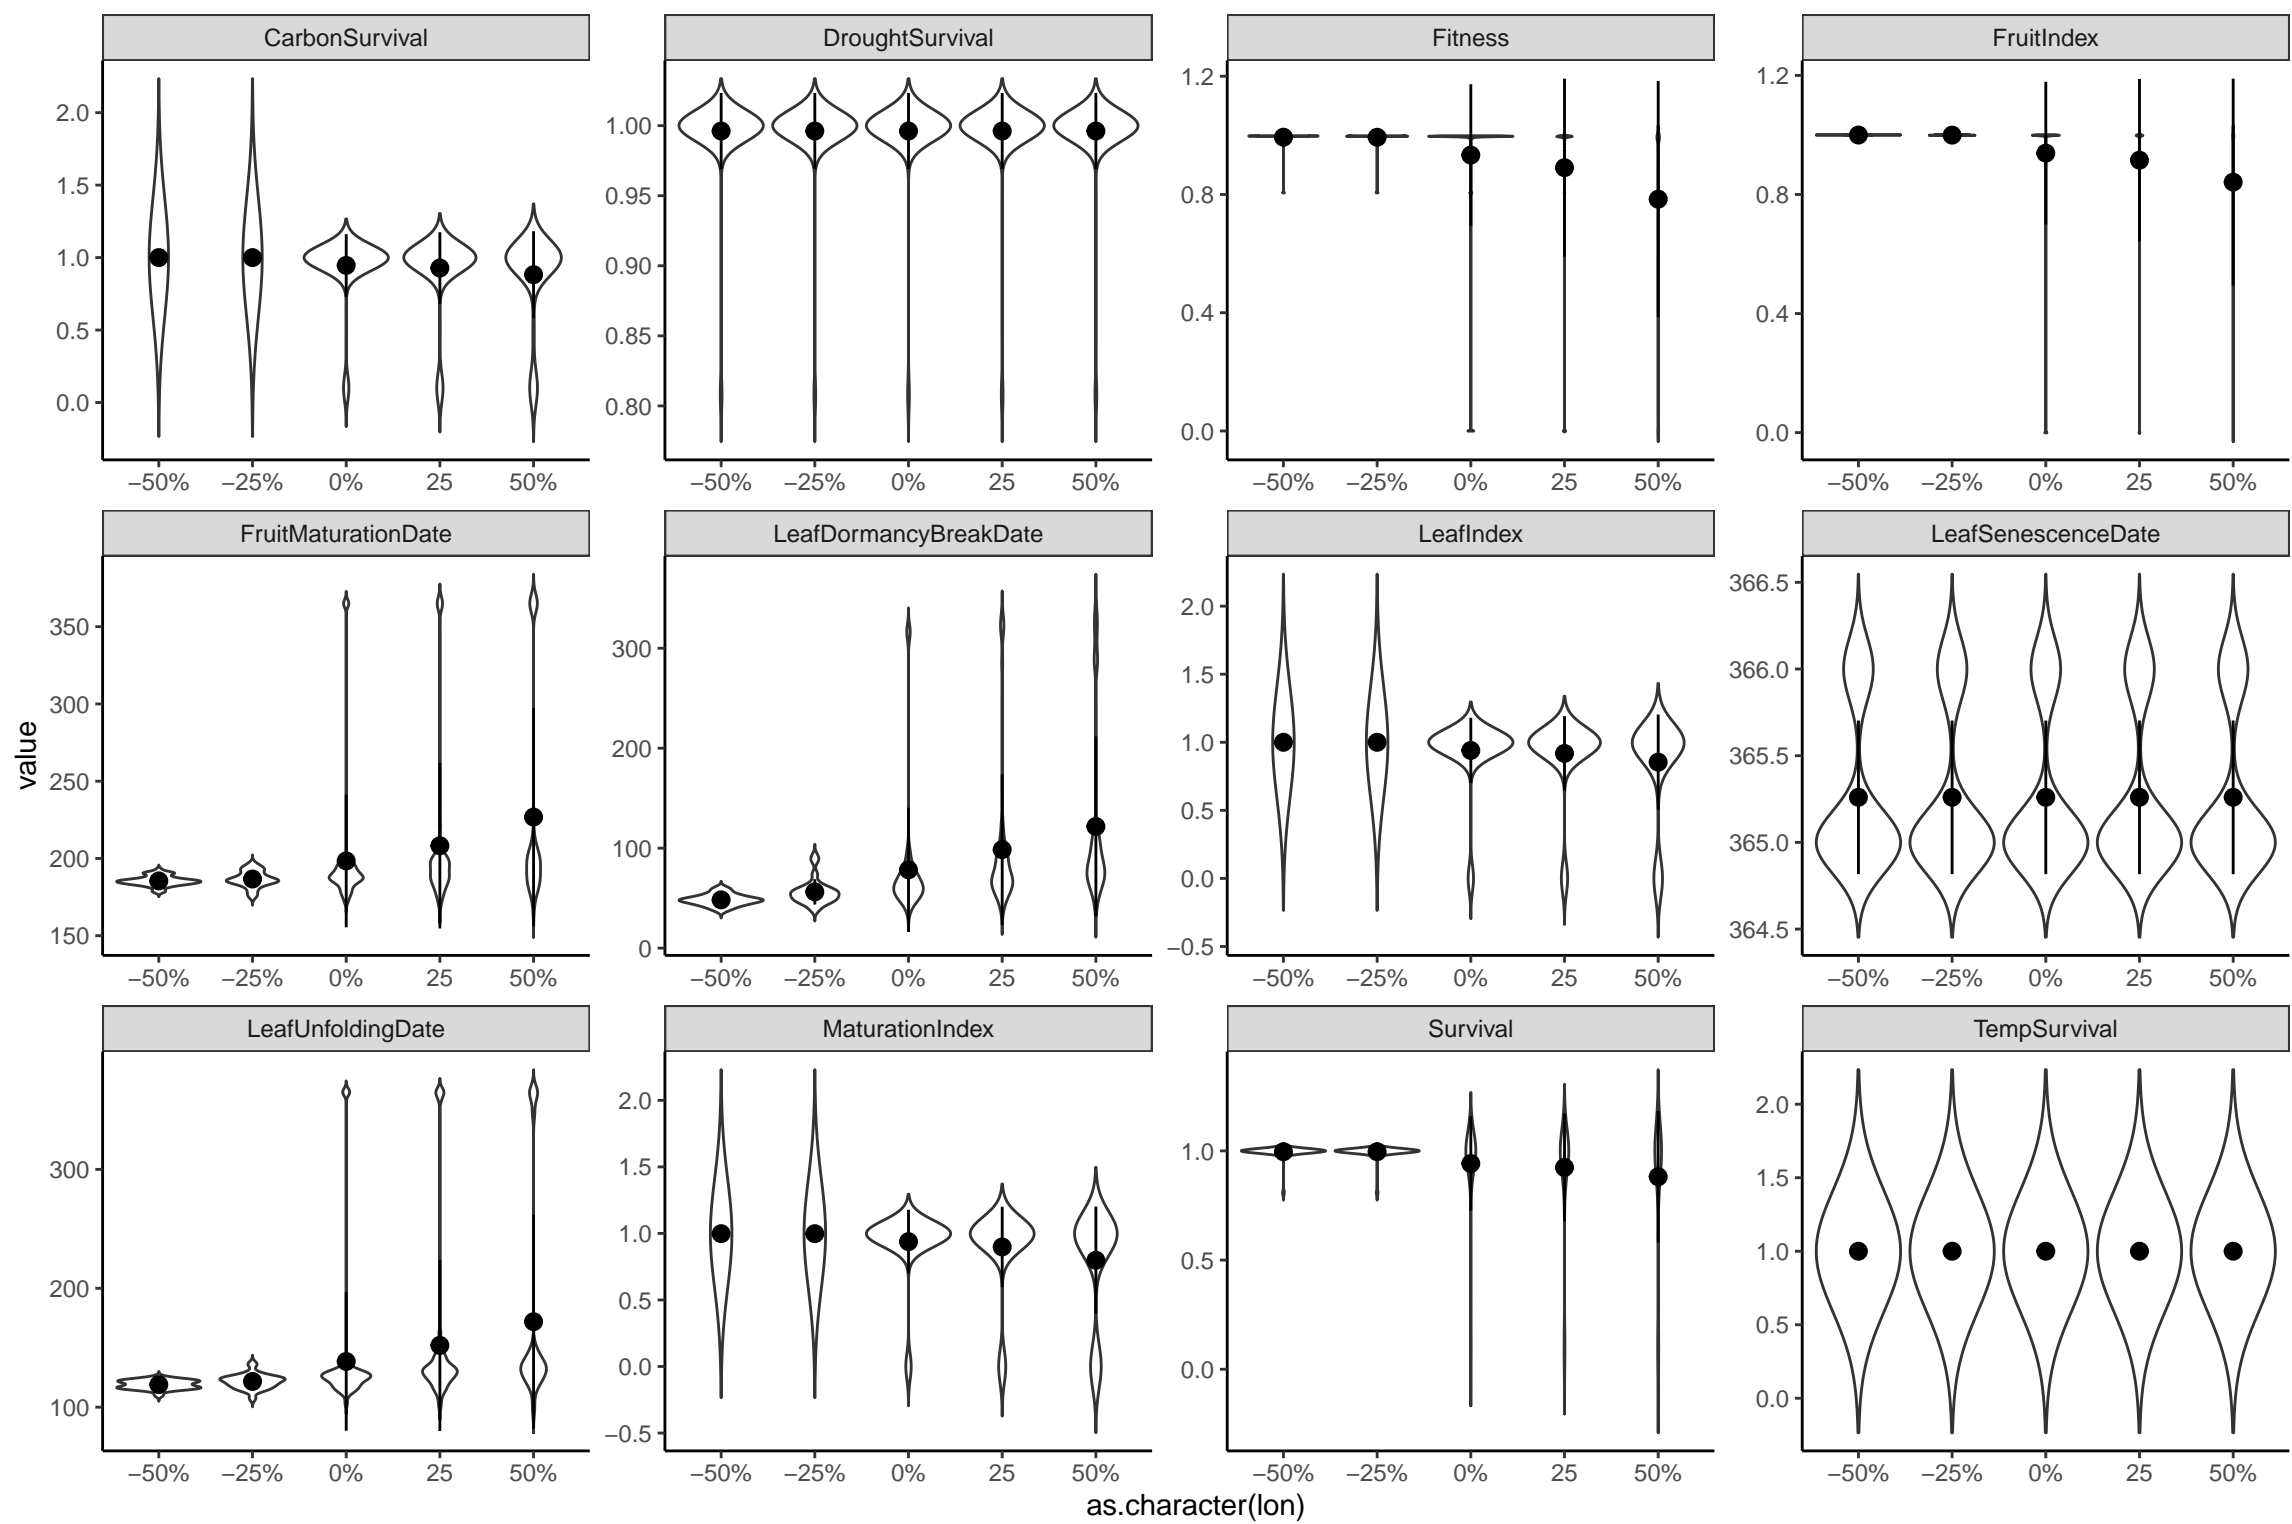 CarbonSurvival DroughtSurvival Fitness FruitIndex
2.0 1.5 1.0 0.5 0.0
1.00 0.95 0.90 0.85 0.80
1.2 0.8 0.4 0.0
1.2 0.8 0.4 0.0
−50% −25% 0% 25 50% −50% −25% 0% 25 50% −50% −25% 0% 25 50% −50% −25% 0% 25 50%
FruitMaturationDate LeafDormancyBreakDate LeafIndex LeafSenescenceDate
value
350 300 250 200 150
300 200 100 0
2.0 1.5 1.0 0.5 0.0 −0.5
366.5 366.0 365.5 365.0 364.5
−50% −25% 0% 25 50% −50% −25% 0% 25 50% −50% −25% 0% 25 50% −50% −25% 0% 25 50%
LeafUnfoldingDate MaturationIndex Survival TempSurvival
300 200 100
2.0 1.5 1.0 0.5 0.0 −0.5
1.0 0.5 0.0
2.0 1.5 1.0 0.5 0.0
−50% −25% 0% 25 50% −50% −25% 0% 25 50% −50% −25% 0% 25 50% −50% −25% 0% 25 50%
as.character(lon)